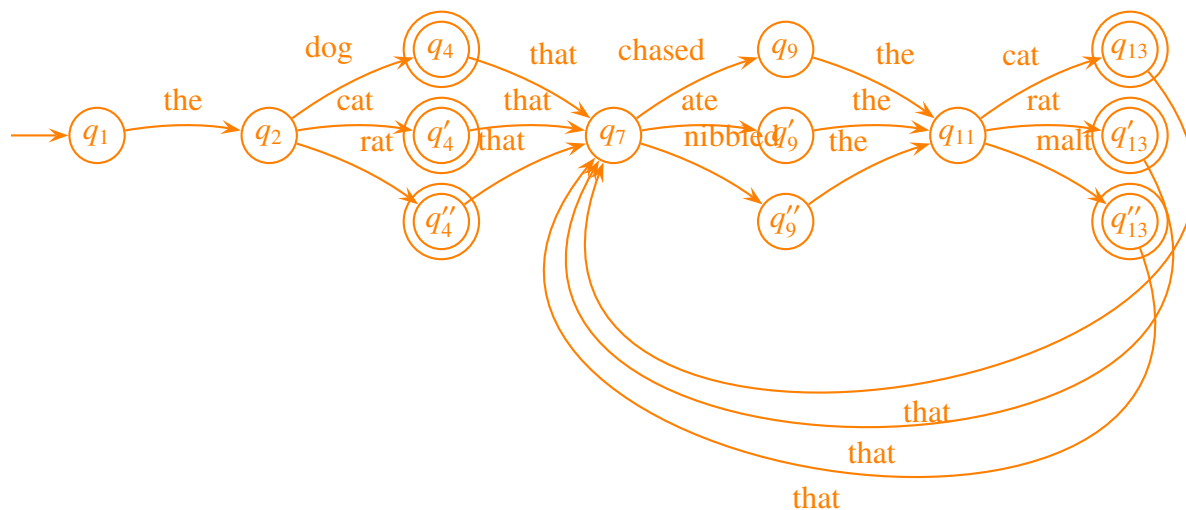 dog q₄ that chased q₉ the cat q₁₃
q₁ the q₂ cat q′₄ that q₇ ate q′₉ the q₁₁ rat q′₁₃
rat that nibbled the malt
q″₄ q″₉ q″₁₃
that
that
that